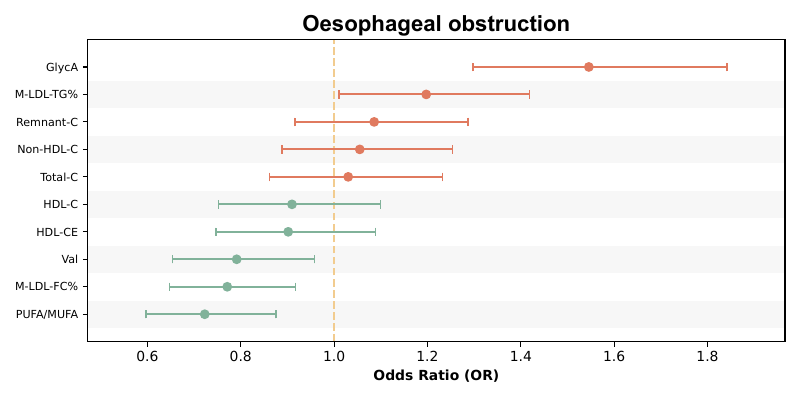 Oesophageal obstruction
GlycA
M-LDL-TG%
Remnant-C
Non-HDL-C
Total-C
HDL-C
HDL-CE
Val
M-LDL-FC%
PUFA/MUFA
0.6 0.8 1.0 1.2 1.4 1.6 1.8
Odds Ratio (OR)